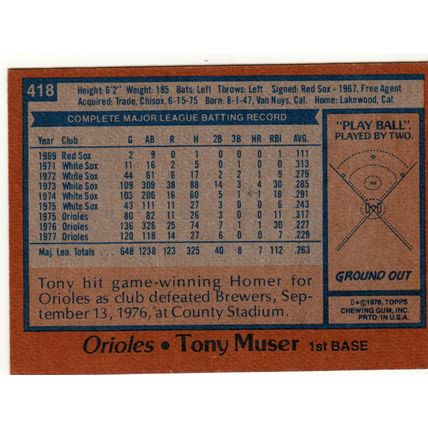 418
Height: 6'2" Weight: 185 Bats: Left Throws: Left Signed: Red Sox - 1967, Free Agent
Acquired: Trade, Chisox, 6-15-75 Born: 8-1-47, Van Nuys, Cal. Home: Lakewood, Cal.
COMPLETE MAJOR LEAGUE BATTING RECORD
Year Club G AB R H 2B 3B HR RBI AVG.
1969 Red Sox 2 9 0 1 0 0 0 1 .111
1971 White Sox 11 16 2 5 0 1 0 0 .313
1972 White Sox 44 61 6 17 2 2 1 9 .279
1973 White Sox 109 309 38 88 14 3 4 30 .285
1974 White Sox 103 206 16 60 5 1 1 18 .291
1975 White Sox 43 111 11 27 3 0 0 6 .243
1975 Orioles 80 82 11 26 3 0 0 11 .317
1976 Orioles 136 326 25 74 7 1 1 30 .227
1977 Orioles 120 118 14 27 6 0 0 7 .229
Maj. Lea. Totals ... 648 1238 123 325 40 8 7 112 .263
"PLAY BALL"
PLAYED BY TWO.
GROUND OUT
Tony hit game-winning Homer for
Orioles as club defeated Brewers, Sep-
tember 13, 1976, at County Stadium.
D★©1978, TOPPS
CHEWING GUM, INC.
PRTD. IN U.S.A.
Orioles • Tony Muser 1st BASE